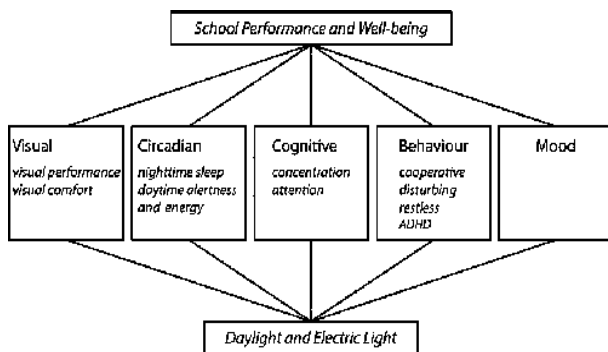 School Performance and Well-being
Visual
visual performance
visual comfort
Circadian
nighttime sleep
daytime alertness
and energy
Cognitive
concentration
attention
Behaviour
cooperative
disturbing
restless
ADHD
Mood
Daylight and Electric Light